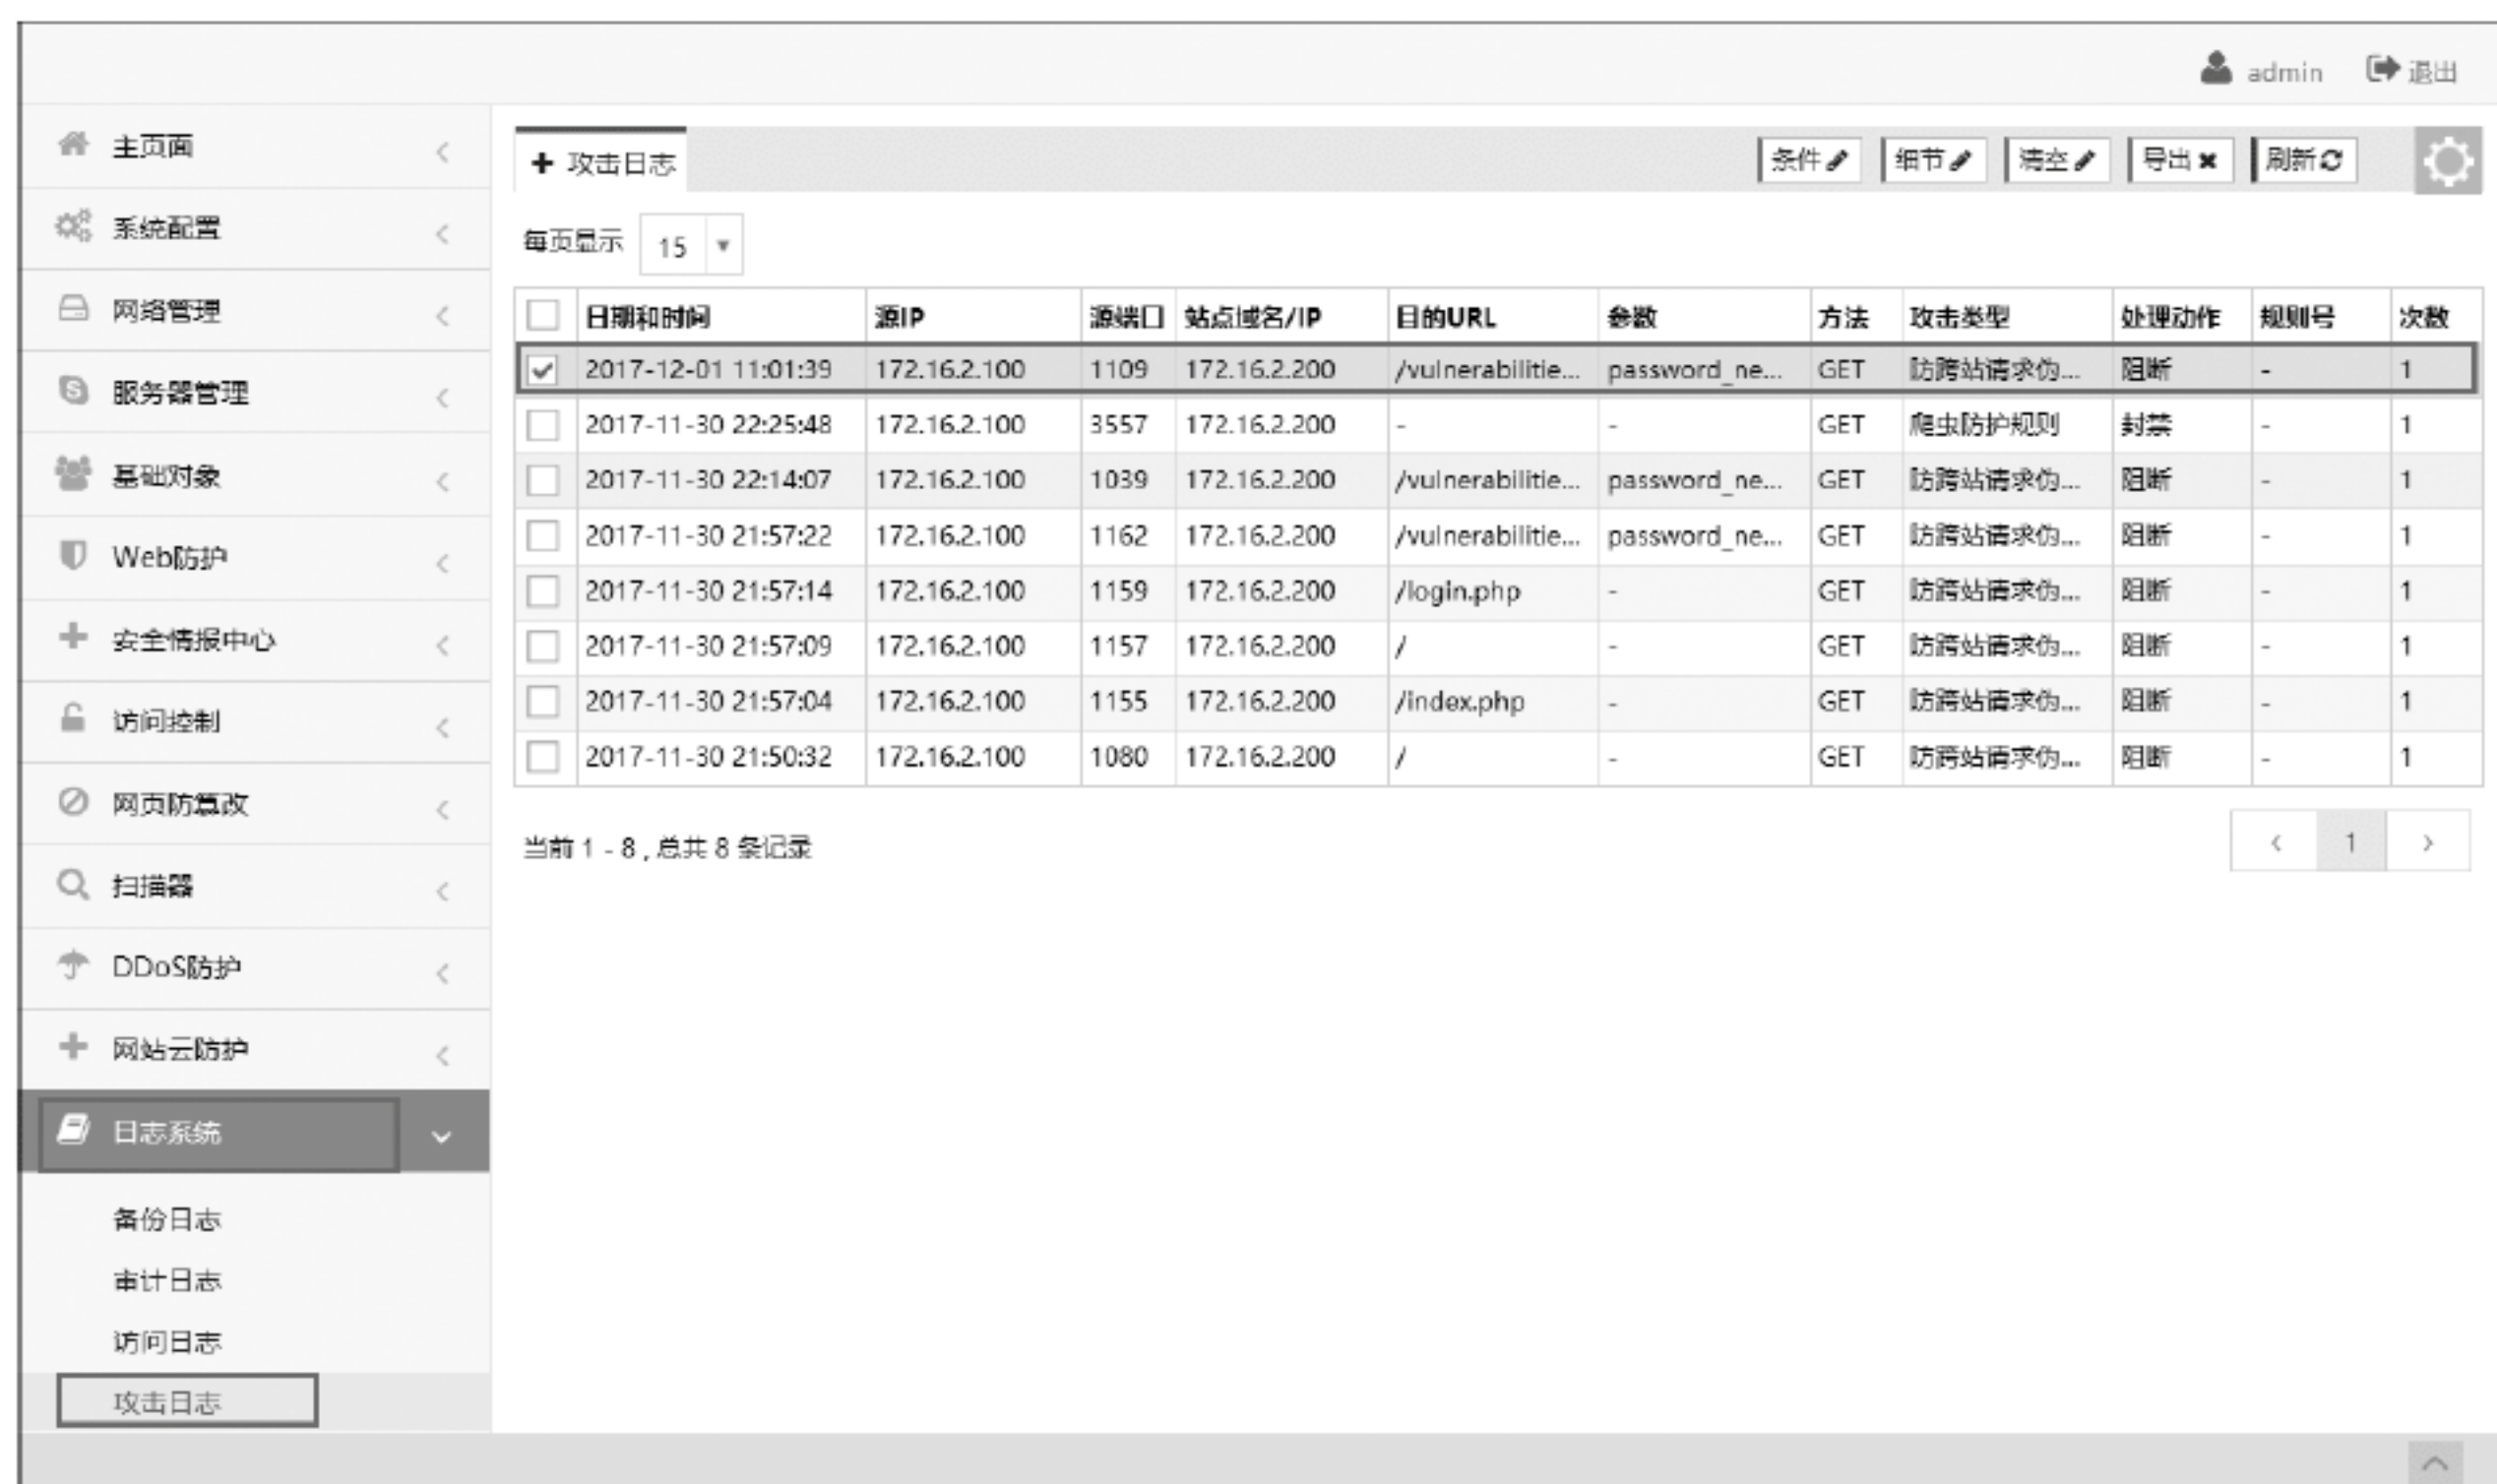 admin 退出
主页面
系统配置
网络管理
服务器管理
基础对象
Web防护
安全情报中心
访问控制
网页防篡改
扫描器
DDoS防护
网站云防护
日志系统
备份日志
审计日志
访问日志
攻击日志
攻击日志 条件 细节 清空 导出 刷新
每页显示 15
日期和时间 源IP 源端口 站点域名/IP 目的URL 参数 方法 攻击类型 处理动作 规则号 次数
2017-12-01 11:01:39 172.16.2.100 1109 172.16.2.200 /vulnerabilitie... password_ne... GET 防跨站请求伪... 阻断 - 1
2017-11-30 22:25:48 172.16.2.100 3557 172.16.2.200 - - GET 爬虫防护规则 封禁 - 1
2017-11-30 22:14:07 172.16.2.100 1039 172.16.2.200 /vulnerabilitie... password_ne... GET 防跨站请求伪... 阻断 - 1
2017-11-30 21:57:22 172.16.2.100 1162 172.16.2.200 /vulnerabilitie... password_ne... GET 防跨站请求伪... 阻断 - 1
2017-11-30 21:57:14 172.16.2.100 1159 172.16.2.200 /login.php - GET 防跨站请求伪... 阻断 - 1
2017-11-30 21:57:09 172.16.2.100 1157 172.16.2.200 / - GET 防跨站请求伪... 阻断 - 1
2017-11-30 21:57:04 172.16.2.100 1155 172.16.2.200 /index.php - GET 防跨站请求伪... 阻断 - 1
2017-11-30 21:50:32 172.16.2.100 1080 172.16.2.200 / - GET 防跨站请求伪... 阻断 - 1
当前 1 - 8 , 总共 8 条记录
1